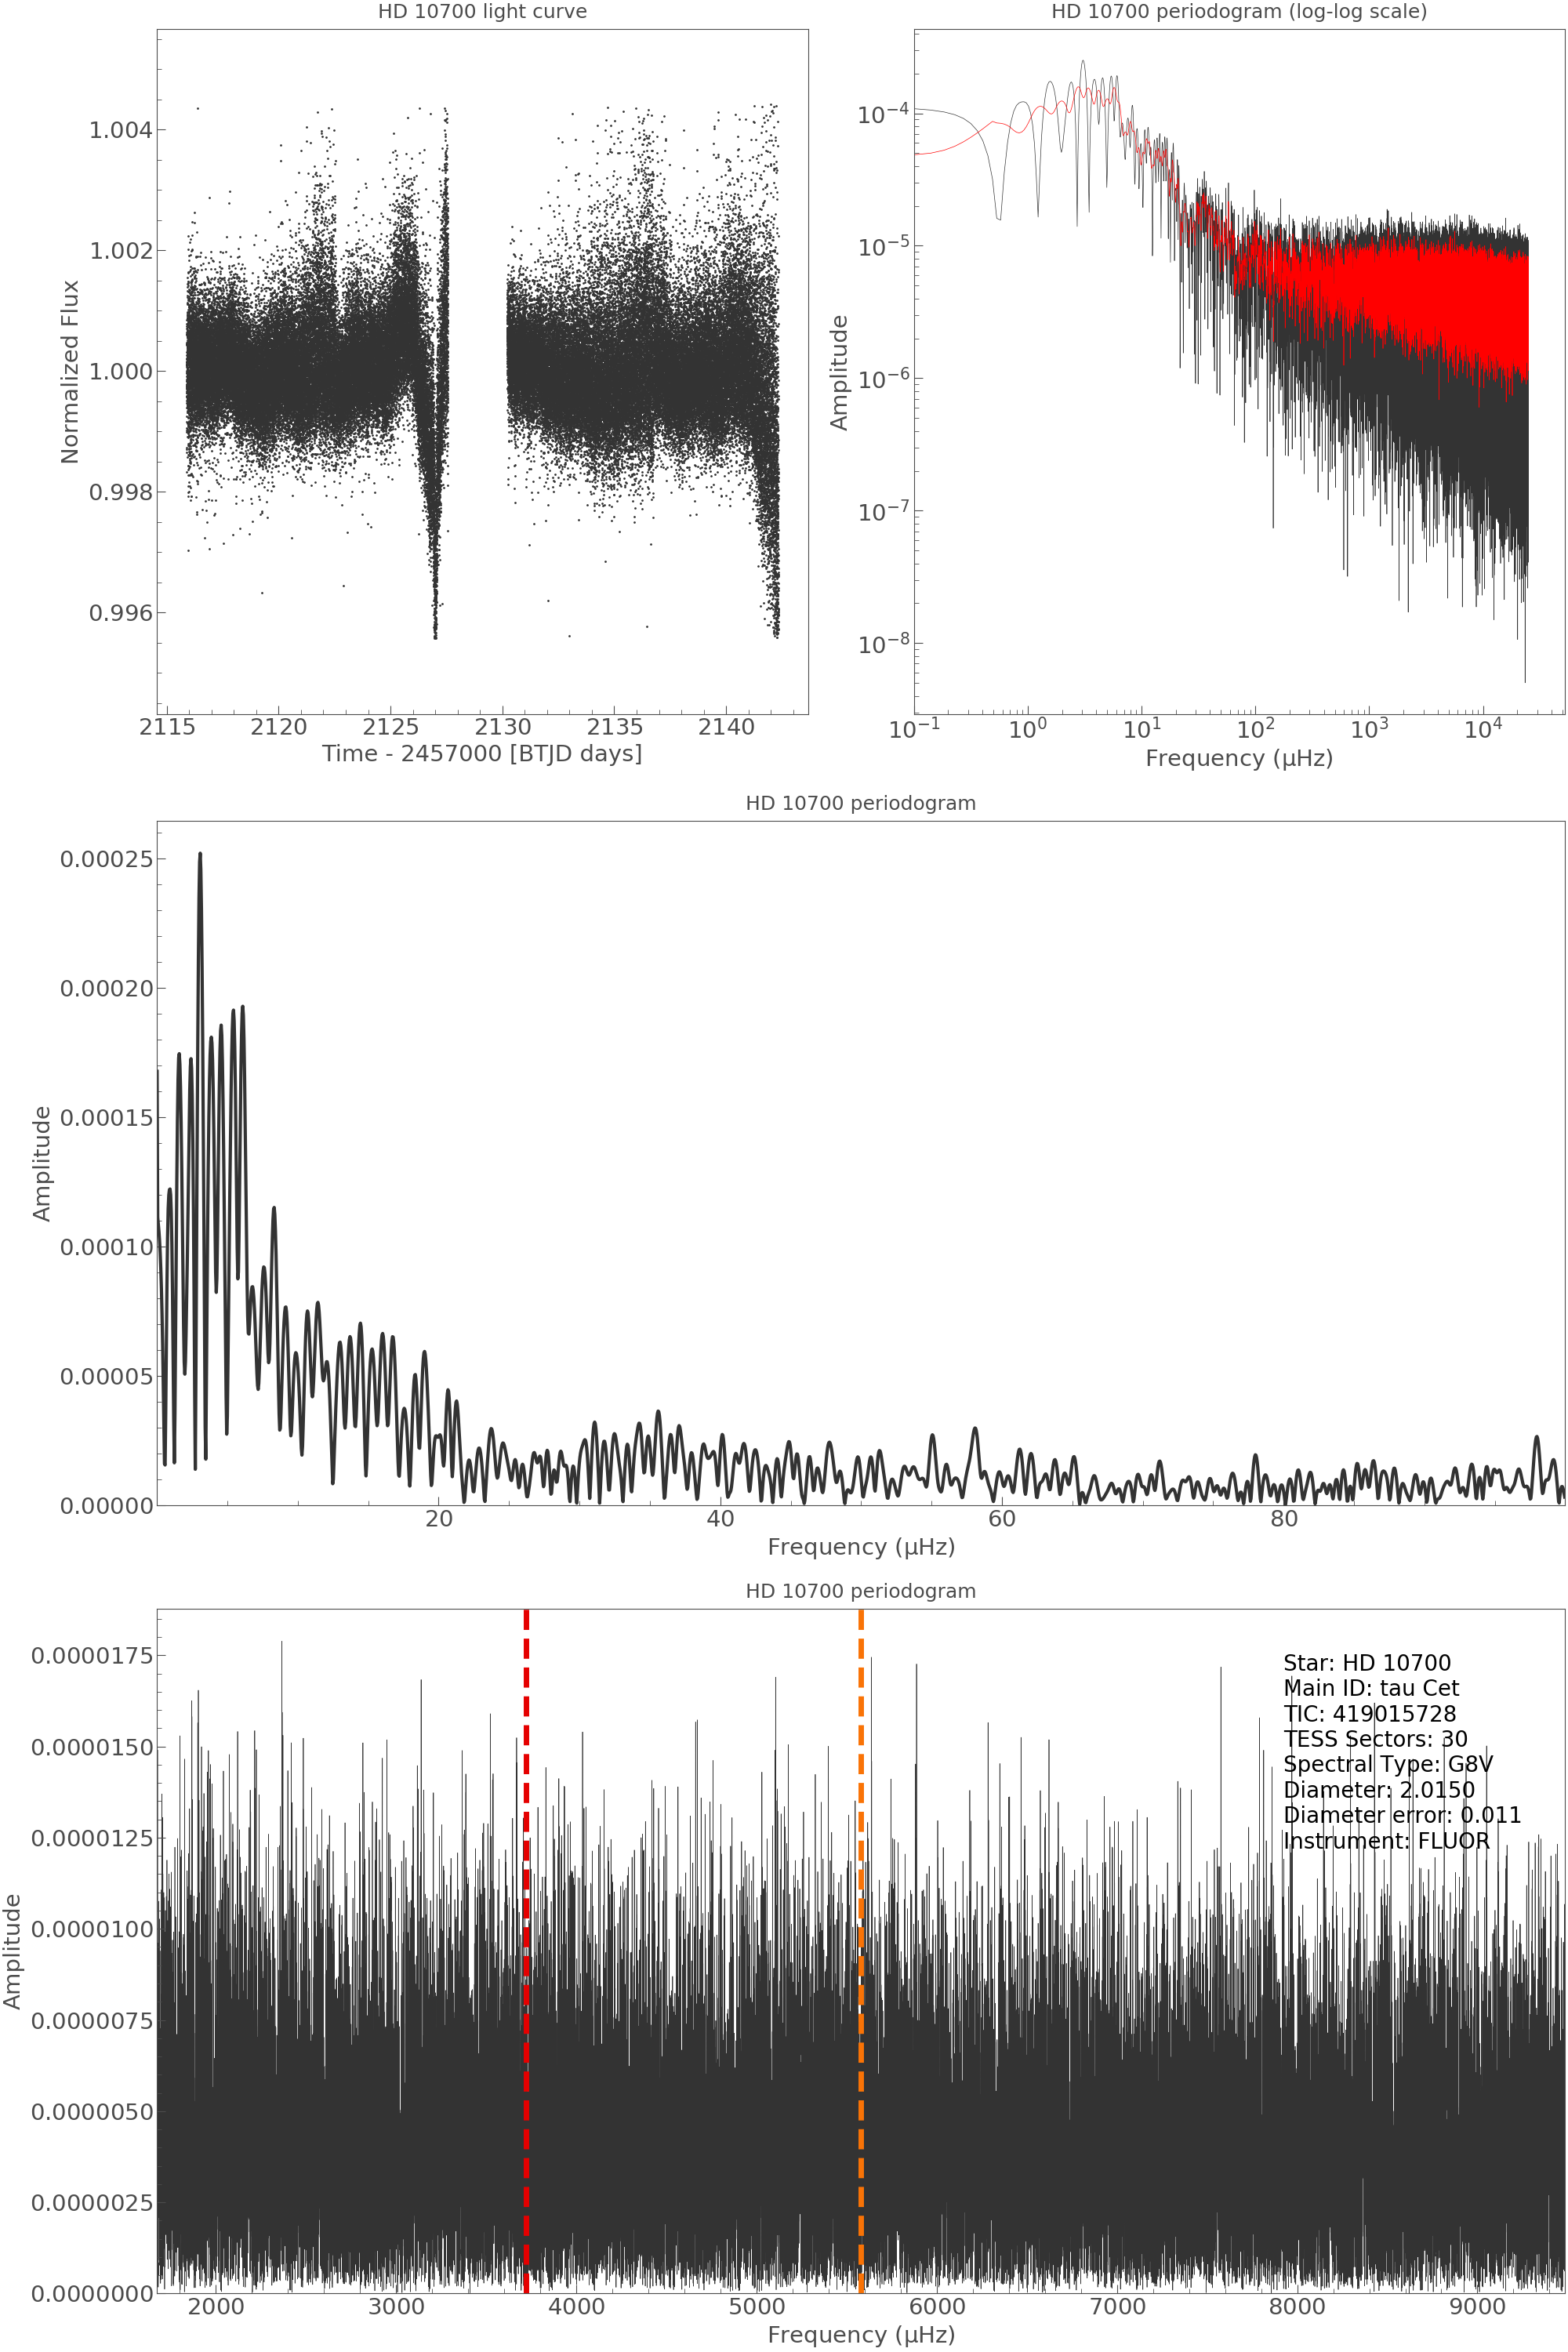 HD 10700 light curve
Normalized Flux
1.004
1.002
1.000
0.998
0.996
2115 2120 2125 2130 2135 2140
Time - 2457000 [BTJD days]
HD 10700 periodogram (log-log scale)
Amplitude
10⁻⁴
10⁻⁵
10⁻⁶
10⁻⁷
10⁻⁸
10⁻¹ 10⁰ 10¹ 10² 10³ 10⁴
Frequency (µHz)
HD 10700 periodogram
Amplitude
0.00025
0.00020
0.00015
0.00010
0.00005
0.00000
20 40 60 80
Frequency (µHz)
HD 10700 periodogram
Amplitude
0.0000175
0.0000150
0.0000125
0.0000100
0.0000075
0.0000050
0.0000025
0.0000000
Star: HD 10700
Main ID: tau Cet
TIC: 419015728
TESS Sectors: 30
Spectral Type: G8V
Diameter: 2.0150
Diameter error: 0.011
Instrument: FLUOR
2000 3000 4000 5000 6000 7000 8000 9000
Frequency (µHz)